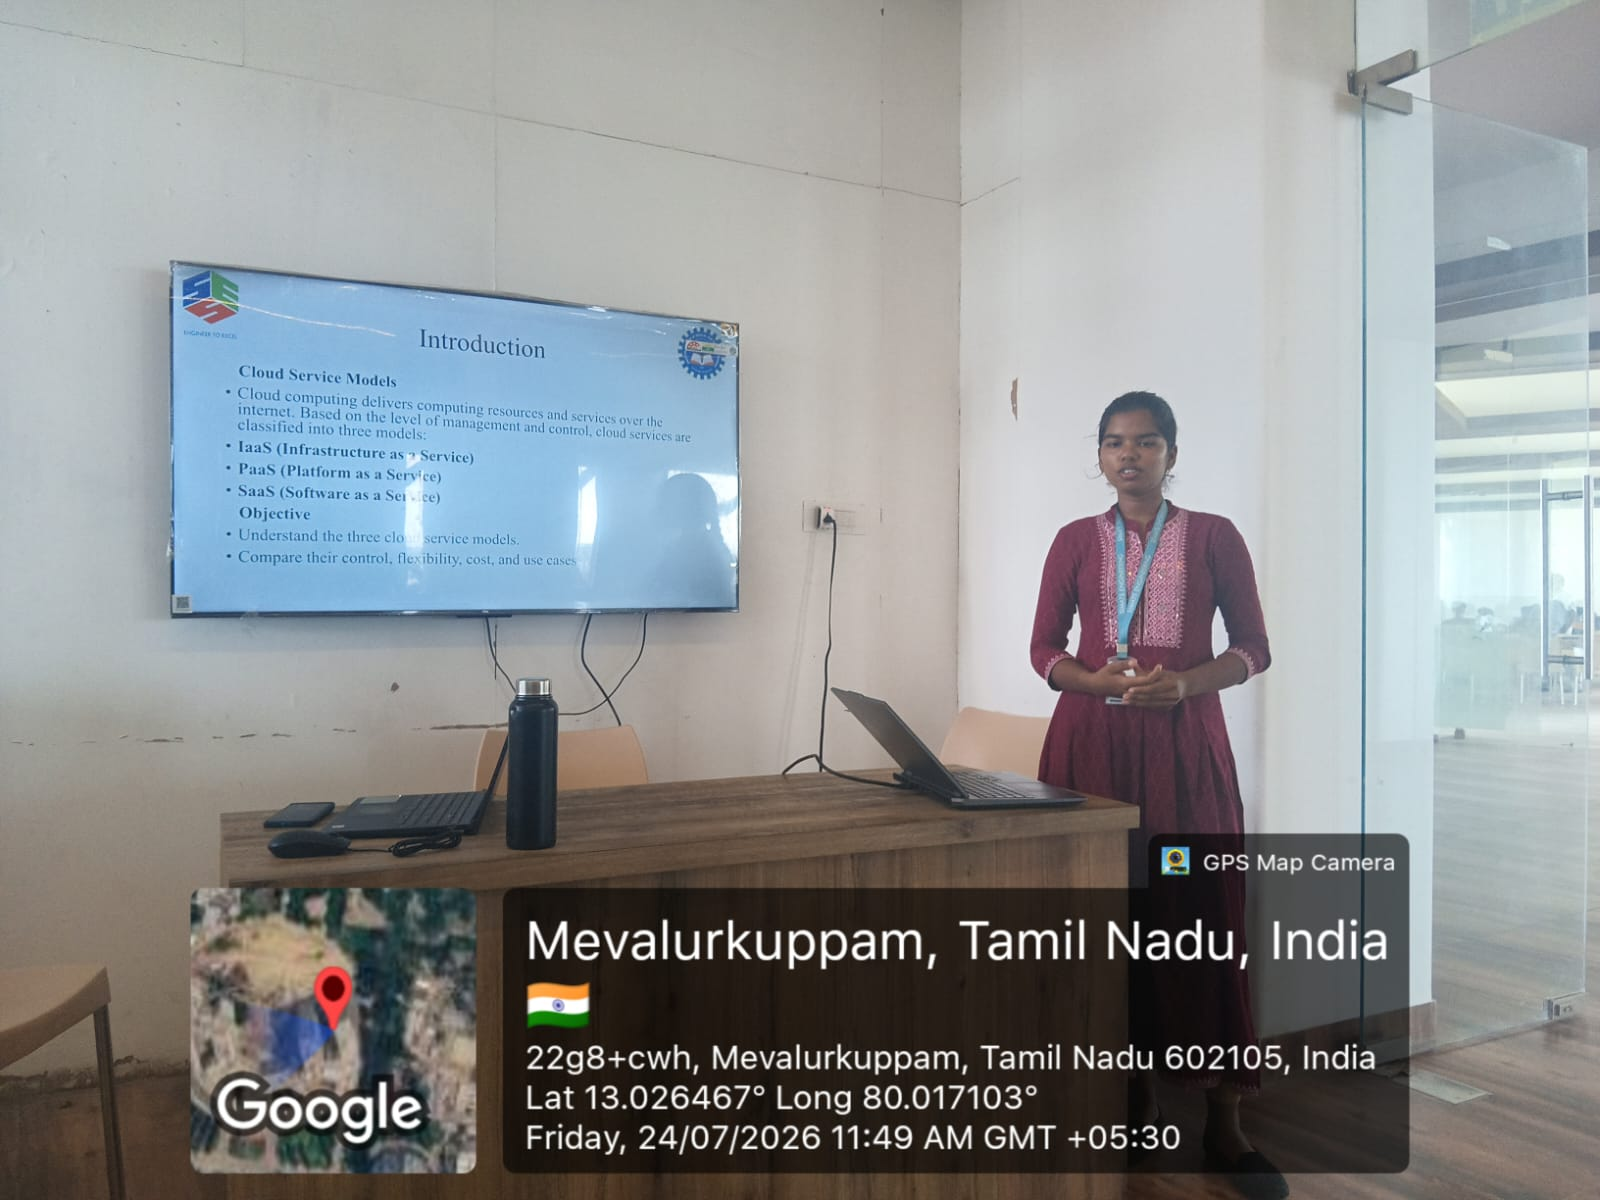 ENGINEER TO EXCEL
Introduction
Cloud Service Models
• Cloud computing delivers computing resources and services over the
internet. Based on the level of management and control, cloud services are
classified into three models:
• IaaS (Infrastructure as a Service)
• PaaS (Platform as a Service)
• SaaS (Software as a Service)
Objective
• Understand the three cloud service models.
• Compare their control, flexibility, cost, and use cases
GPS Map Camera
Mevalurkuppam, Tamil Nadu, India
22g8+cwh, Mevalurkuppam, Tamil Nadu 602105, India
Lat 13.026467° Long 80.017103°
Friday, 24/07/2026 11:49 AM GMT +05:30
Google